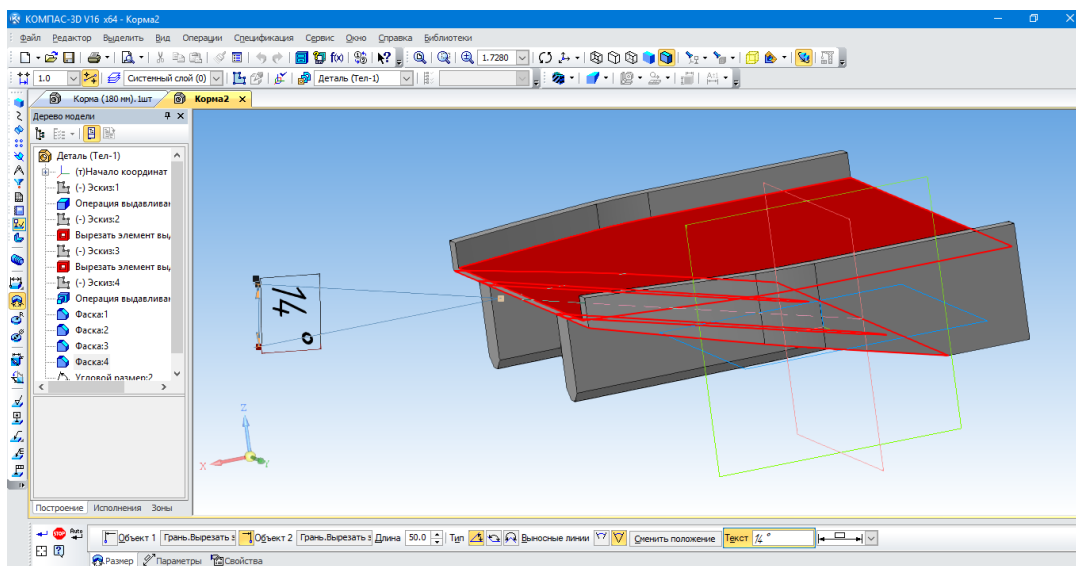 КОМПАС-3D V16 x64 - Корма2
Файл Редактор Выделить Вид Операции Спецификация Сервис Окно Справка Библиотеки
f(x) 1.7280
1.0 Системный слой (0) Деталь (Тел-1)
Корма (180 мм).1шт Корма2
Дерево модели
Деталь (Тел-1)
(т)Начало координат
(-) Эскиз:1
Операция выдавлива
(-) Эскиз:2
Вырезать элемент вы
(-) Эскиз:3
Вырезать элемент вы
(-) Эскиз:4
Операция выдавлива
Фаска:1
Фаска:2
Фаска:3
Фаска:4
Угловой размер:2
14°
Z
X Y
Построение Исполнения Зоны
STOP Auto Объект 1 Грань.Вырезать э Объект 2 Грань.Вырезать э Длина 50.0 Тип Выносные линии Сменить положение Текст 14 °
Размер Параметры Свойства